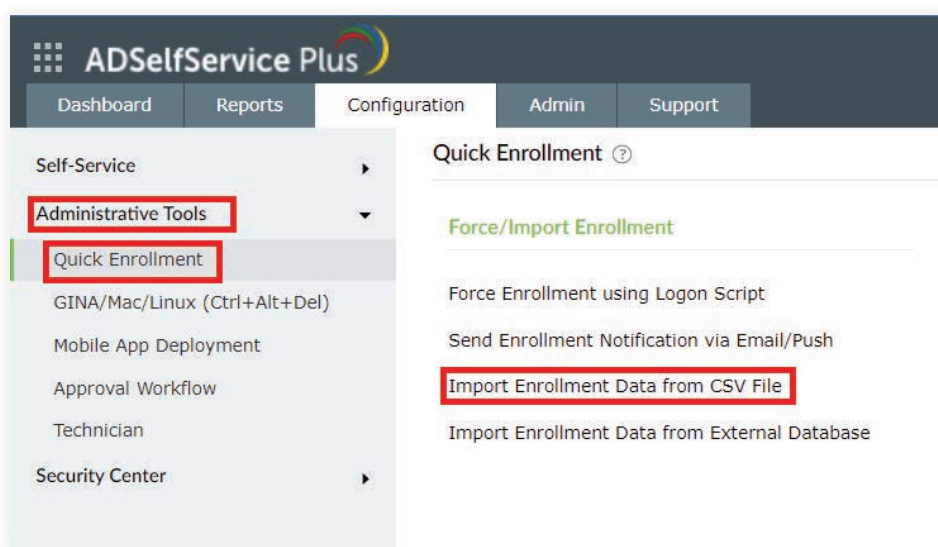 ADSelfService Plus
Dashboard Reports Configuration Admin Support
Self-Service
Administrative Tools
Quick Enrollment
GINA/Mac/Linux (Ctrl+Alt+Del)
Mobile App Deployment
Approval Workflow
Technician
Security Center
Quick Enrollment ?
Force/Import Enrollment
Force Enrollment using Logon Script
Send Enrollment Notification via Email/Push
Import Enrollment Data from CSV File
Import Enrollment Data from External Database